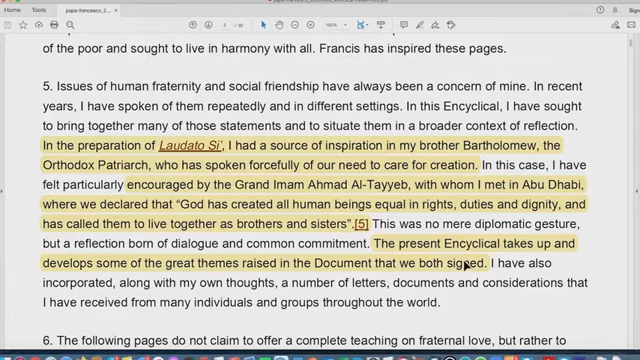 papa-francesco_2...
Home
Tools
papa-francesco_2... ×
of the poor and sought to live in harmony with all. Francis has inspired these pages.
5. Issues of human fraternity and social friendship have always been a concern of mine. In recent
years, I have spoken of them repeatedly and in different settings. In this Encyclical, I have sought
to bring together many of those statements and to situate them in a broader context of reflection.
In the preparation of Laudato Si’, I had a source of inspiration in my brother Bartholomew, the
Orthodox Patriarch, who has spoken forcefully of our need to care for creation. In this case, I have
felt particularly encouraged by the Grand Imam Ahmad Al-Tayyeb, with whom I met in Abu Dhabi,
where we declared that “God has created all human beings equal in rights, duties and dignity, and
has called them to live together as brothers and sisters”.[5] This was no mere diplomatic gesture,
but a reflection born of dialogue and common commitment. The present Encyclical takes up and
develops some of the great themes raised in the Document that we both signed. I have also
incorporated, along with my own thoughts, a number of letters, documents and considerations that
I have received from many individuals and groups throughout the world.
6. The following pages do not claim to offer a complete teaching on fraternal love, but rather to